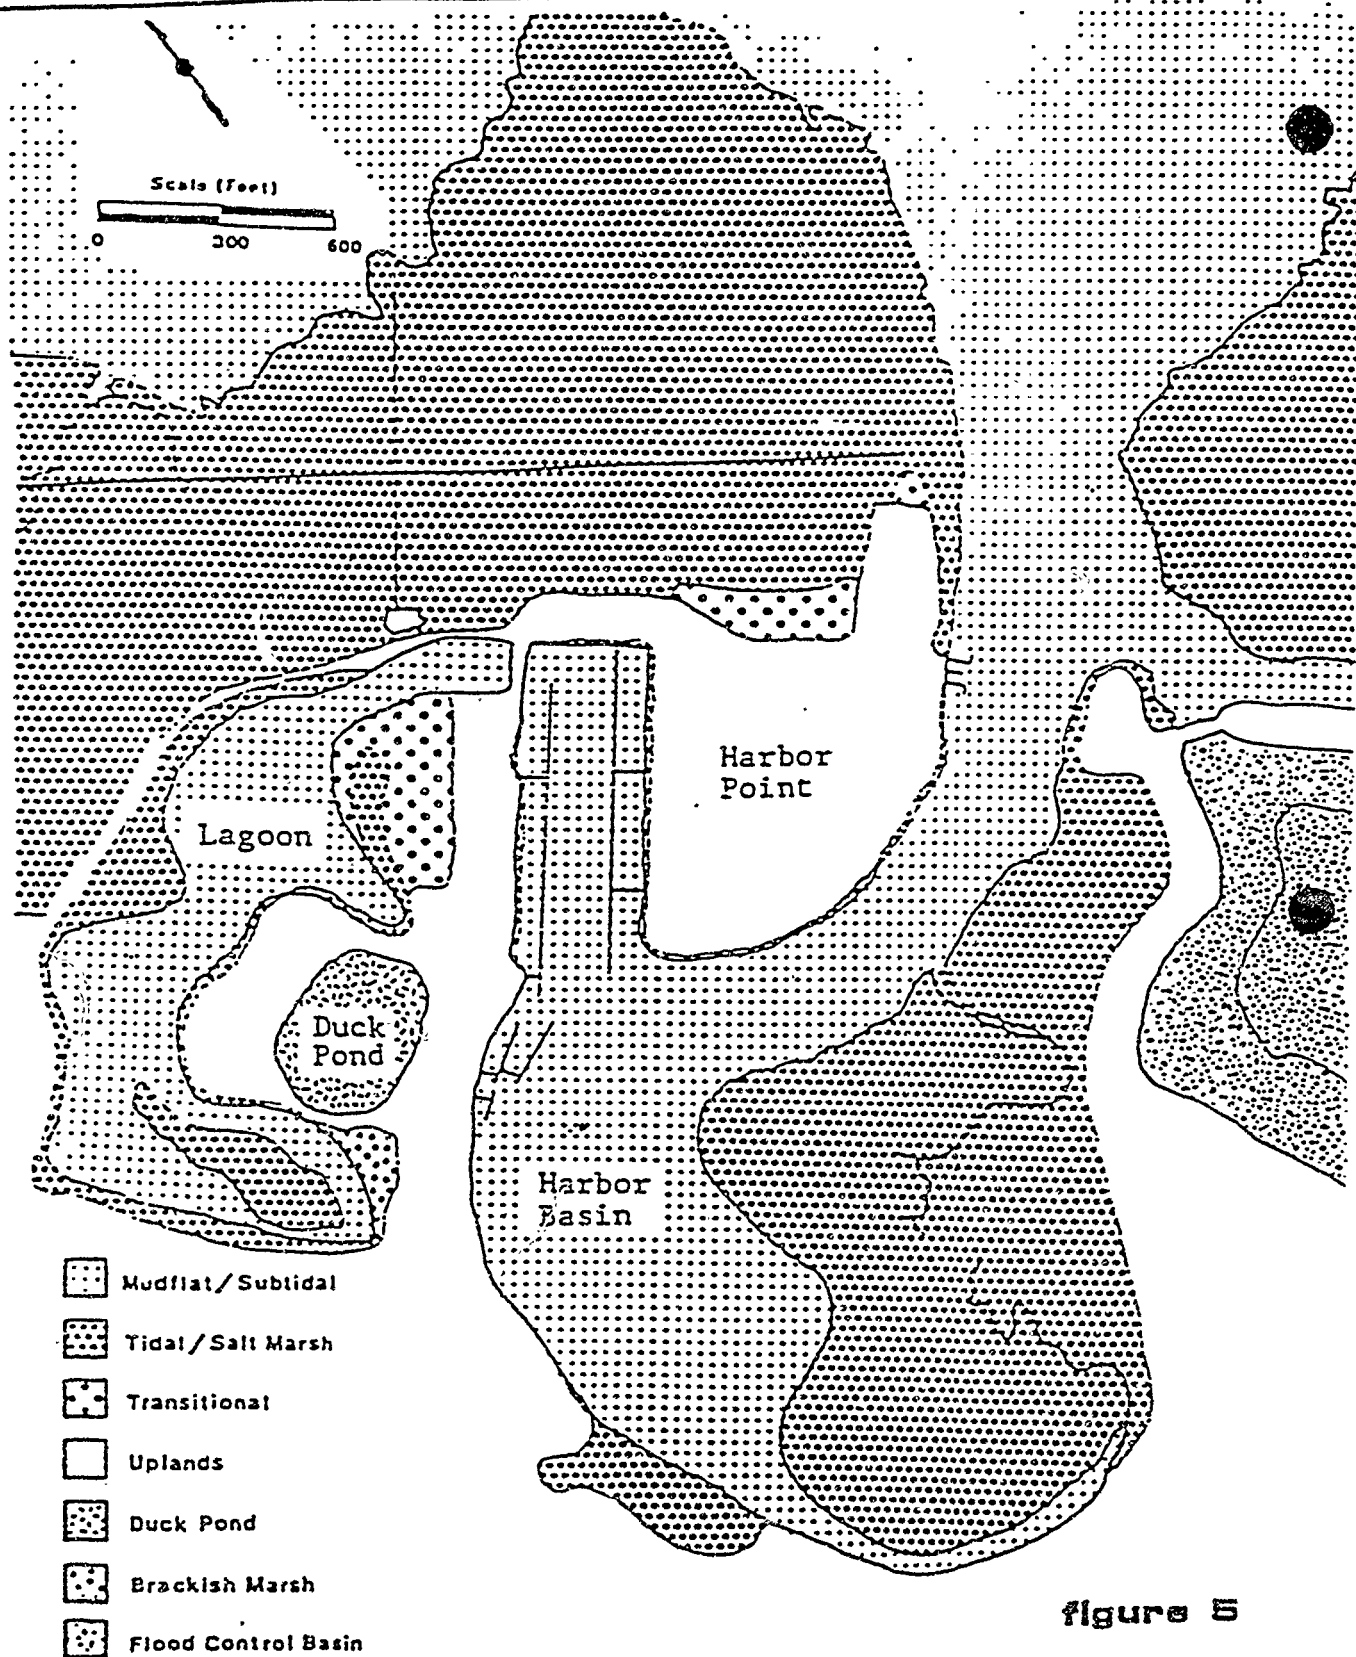 Scale (Feet)
0 300 600
Harbor
Point
Lagoon
Duck
Pond
Harbor
Basin
Mudflat/Subtidal
Tidal/Salt Marsh
Transitional
Uplands
Duck Pond
Brackish Marsh
Flood Control Basin
figure 5